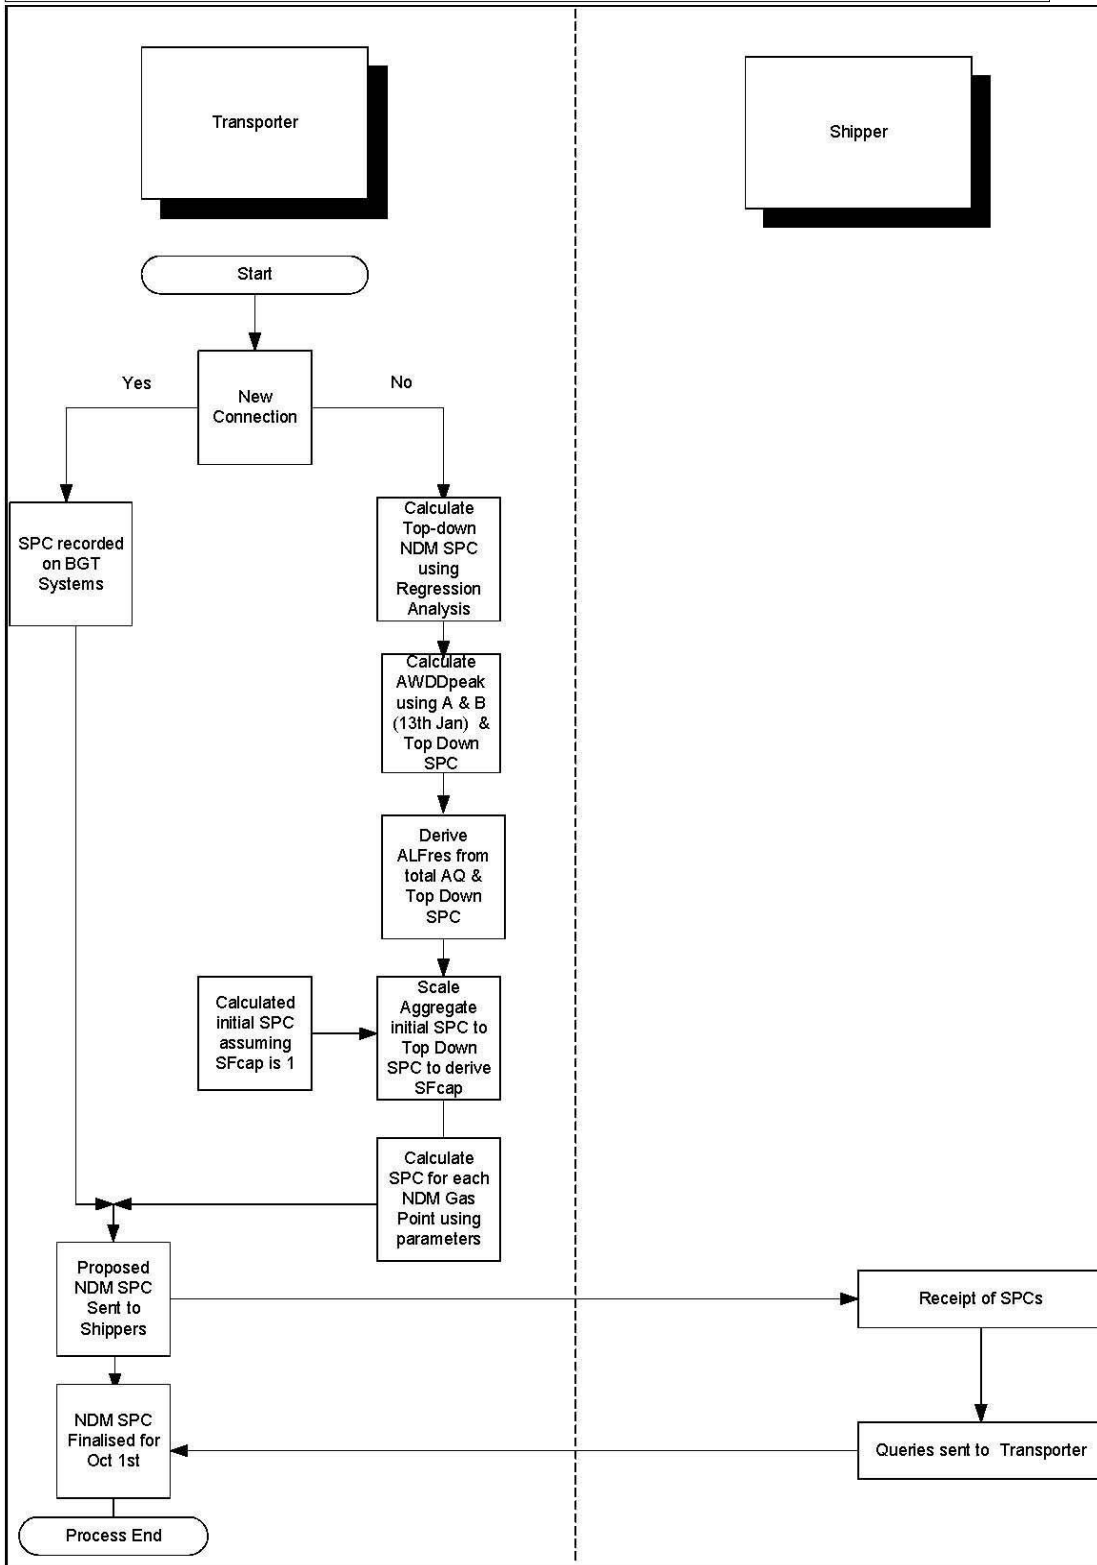 Transporter
Shipper
Start
New
Connection
Yes
No
SPC recorded
on BGT
Systems
Calculate
Top-down
NDM SPC
using
Regression
Analysis
Calculate
AWDDpeak
using A & B
(13th Jan) &
Top Down
SPC
Derive
ALFres from
total AQ &
Top Down
SPC
Calculated
initial SPC
assuming
SFcap is 1
Scale
Aggregate
initial SPC to
Top Down
SPC to derive
SFcap
Calculate
SPC for each
NDM Gas
Point using
parameters
Proposed
NDM SPC
Sent to
Shippers
Receipt of SPCs
NDM SPC
Finalised for
Oct 1st
Queries sent to Transporter
Process End